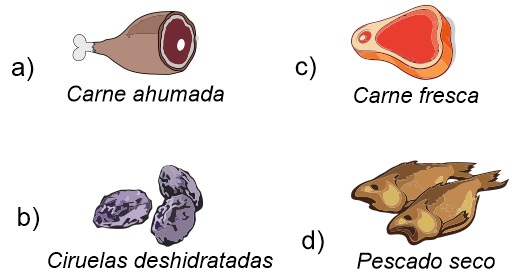 a)
Carne ahumada
b)
Ciruelas deshidratadas
c)
Carne fresca
d)
Pescado seco